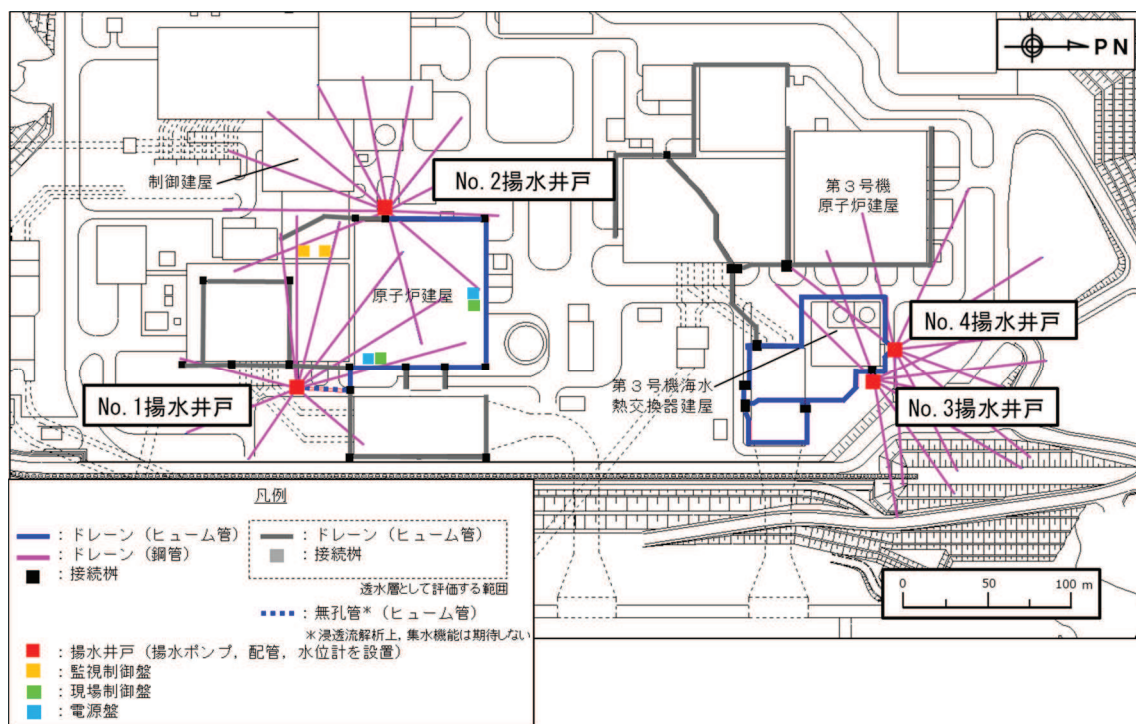 PN
No.2揚水井戸
制御建屋
第3号機
原子炉建屋
原子炉建屋
No.4揚水井戸
No.1揚水井戸
第3号機海水
熱交換器建屋
No.3揚水井戸
凡例
：ドレーン（ヒューム管）
：ドレーン（鋼管）
：接続桝
：ドレーン（ヒューム管）
：接続桝
透水層として評価する範囲
：無孔管*（ヒューム管）
*浸透流解析上，集水機能は期待しない
：揚水井戸（揚水ポンプ，配管，水位計を設置）
：監視制御盤
：現場制御盤
：電源盤
0 50 100 m